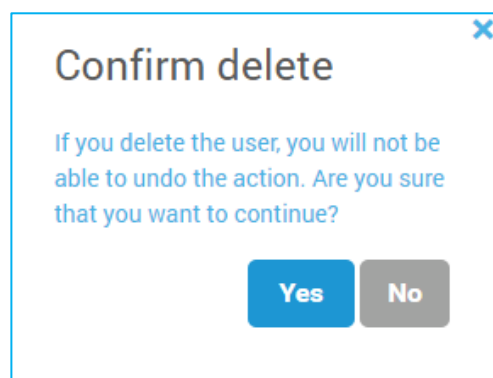 Confirm delete
If you delete the user, you will not be
able to undo the action. Are you sure
that you want to continue?
Yes No